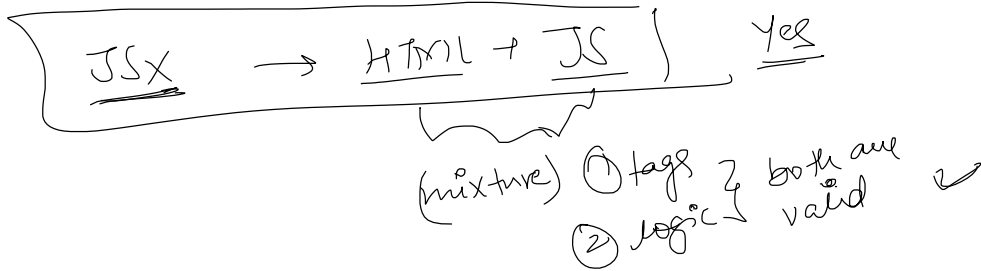 JSX → HTML + JS Yes
(mixture) ① tags } both are valid ✓
② logic